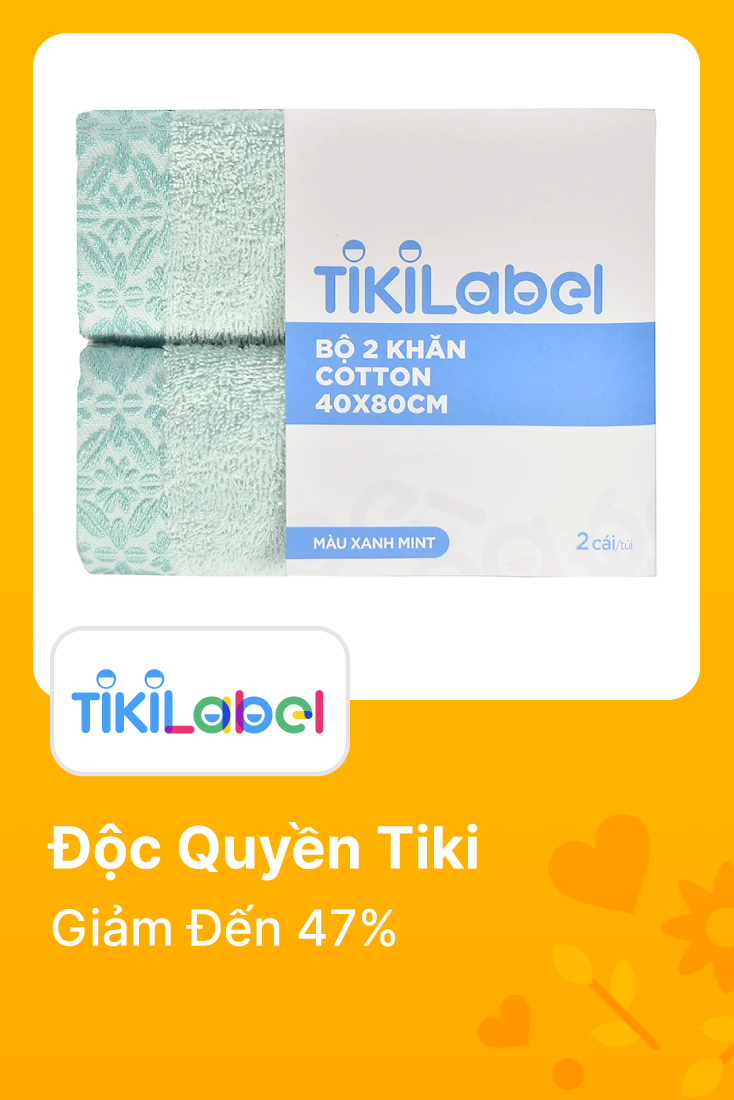 TIKILabel
BỘ 2 KHĂN
COTTON
40X80CM
MÀU XANH MINT
2 cái/túi
TIKILabel
Độc Quyền Tiki
Giảm Đến 47%